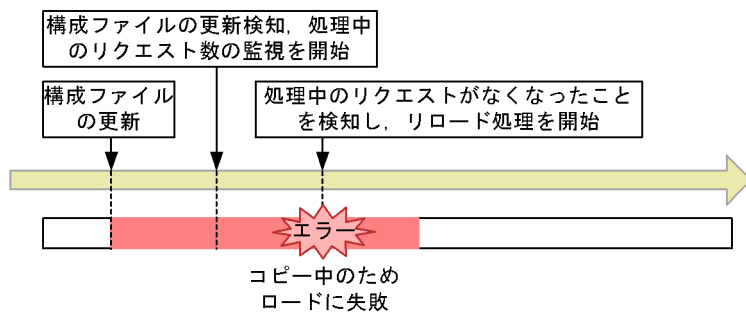 構成ファイルの更新検知，処理中
のリクエスト数の監視を開始
構成ファイル
の更新
処理中のリクエストがなくなったこと
を検知し，リロード処理を開始
エラー
コピー中のため
ロードに失敗